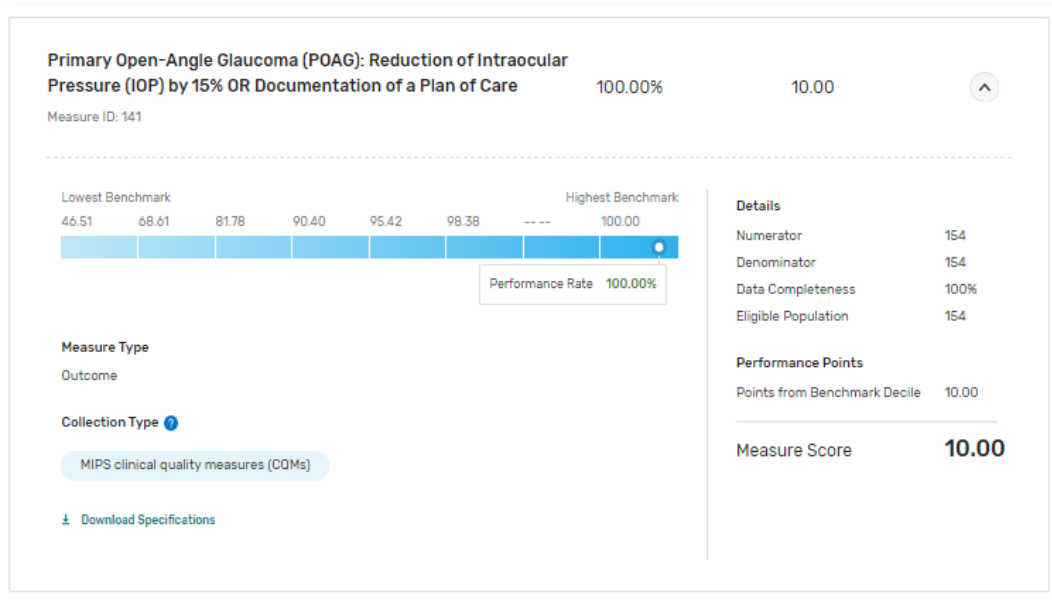 Primary Open-Angle Glaucoma (POAG): Reduction of Intraocular
Pressure (IOP) by 15% OR Documentation of a Plan of Care
100.00%
10.00
Measure ID: 141
Lowest Benchmark
Highest Benchmark
46.51 68.61 81.78 90.40 95.42 98.38 -- -- 100.00
Performance Rate 100.00%
Measure Type
Outcome
Collection Type ?
MIPS clinical quality measures (CQMs)
Download Specifications
Details
Numerator 154
Denominator 154
Data Completeness 100%
Eligible Population 154
Performance Points
Points from Benchmark Decile 10.00
Measure Score 10.00